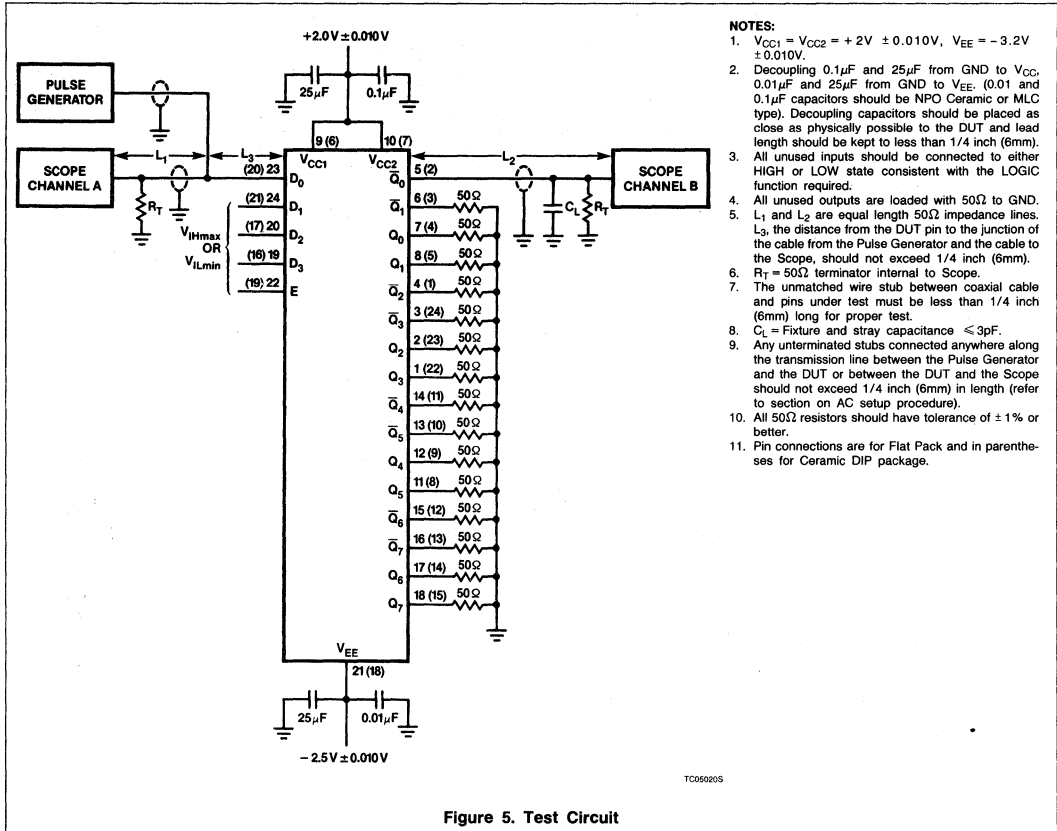 +2.0 V ± 0.010 V
25μF
0.1μF
PULSE
GENERATOR
9 (6)
10 (7)
SCOPE
CHANNEL A
L1
L3
VCC1
VCC2
L2
SCOPE
CHANNEL B
(20) 23
D0
Q̅0
5 (2)
RT
CL
RT
(21) 24
D1
Q̅1
6 (3)
50Ω
VIHmax
OR
VILmin
(17) 20
D2
Q0
7 (4)
50Ω
(16) 19
D3
Q1
8 (5)
50Ω
(19) 22
E
Q̅2
4 (1)
50Ω
Q̅3
3 (24)
50Ω
Q2
2 (23)
50Ω
Q3
1 (22)
50Ω
Q̅4
14 (11)
50Ω
Q̅5
13 (10)
50Ω
Q4
12 (9)
50Ω
Q5
11 (8)
50Ω
Q̅6
15 (12)
50Ω
Q̅7
16 (13)
50Ω
Q6
17 (14)
50Ω
Q7
18 (15)
50Ω
VEE
21 (18)
25μF
0.01μF
− 2.5 V ± 0.010 V
NOTES:
1. VCC1 = VCC2 = + 2V ± 0.010V, VEE = − 3.2V
± 0.010V.
2. Decoupling 0.1μF and 25μF from GND to VCC,
0.01μF and 25μF from GND to VEE. (0.01 and
0.1μF capacitors should be NPO Ceramic or MLC
type). Decoupling capacitors should be placed as
close as physically possible to the DUT and lead
length should be kept to less than 1/4 inch (6mm).
3. All unused inputs should be connected to either
HIGH or LOW state consistent with the LOGIC
function required.
4. All unused outputs are loaded with 50Ω to GND.
5. L1 and L2 are equal length 50Ω impedance lines.
L3, the distance from the DUT pin to the junction of
the cable from the Pulse Generator and the cable to
the Scope, should not exceed 1/4 inch (6mm).
6. RT = 50Ω terminator internal to Scope.
7. The unmatched wire stub between coaxial cable
and pins under test must be less than 1/4 inch
(6mm) long for proper test.
8. CL = Fixture and stray capacitance ≤ 3pF.
9. Any unterminated stubs connected anywhere along
the transmission line between the Pulse Generator
and the DUT or between the DUT and the Scope
should not exceed 1/4 inch (6mm) in length (refer
to section on AC setup procedure).
10. All 50Ω resistors should have tolerance of ± 1% or
better.
11. Pin connections are for Flat Pack and in parenthe-
ses for Ceramic DIP package.
TC05020S
Figure 5. Test Circuit